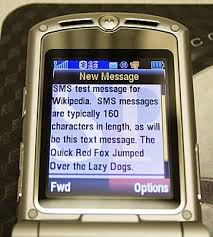 New Message
SMS test message for
Wikipedia. SMS messages
are typically 160
characters in length, as will
be this text message. The
Quick Red Fox Jumped
Over the Lazy Dogs.
Fwd Options